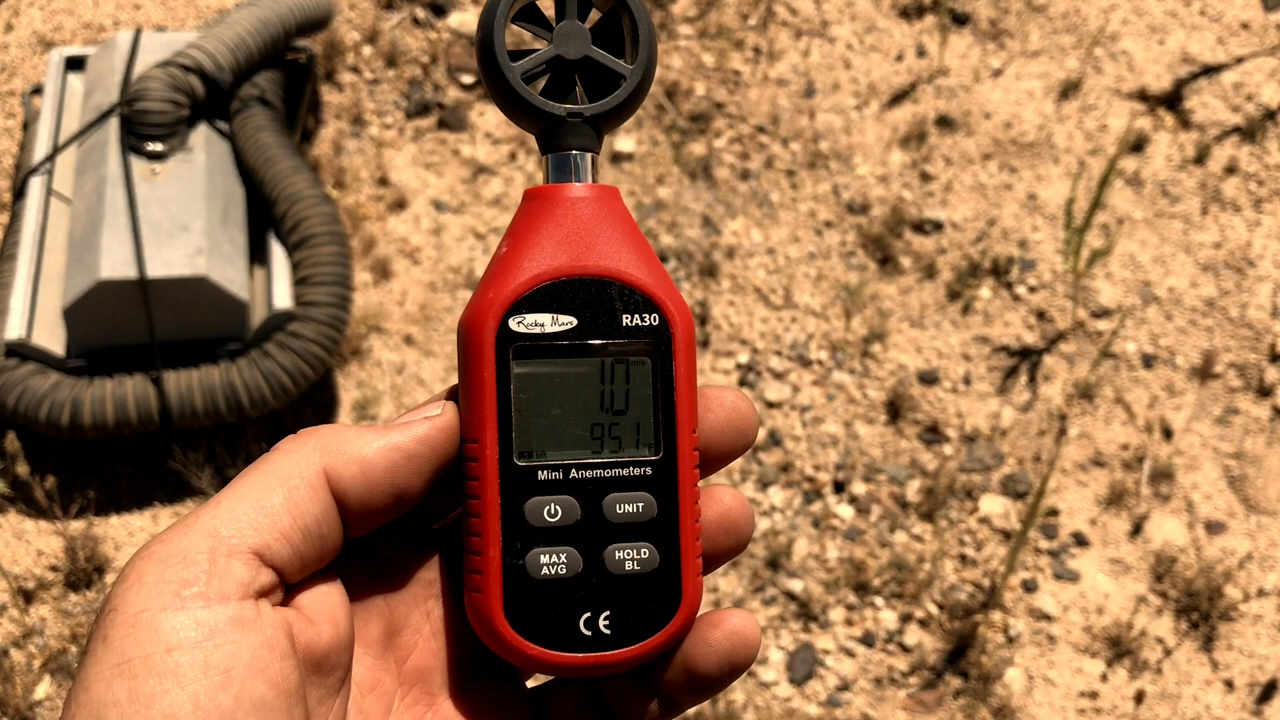 Rocky Mars RA30
1.0 m/s
95.1 °F
Mini Anemometers
UNIT
MAX
AVG
HOLD
BL
CE